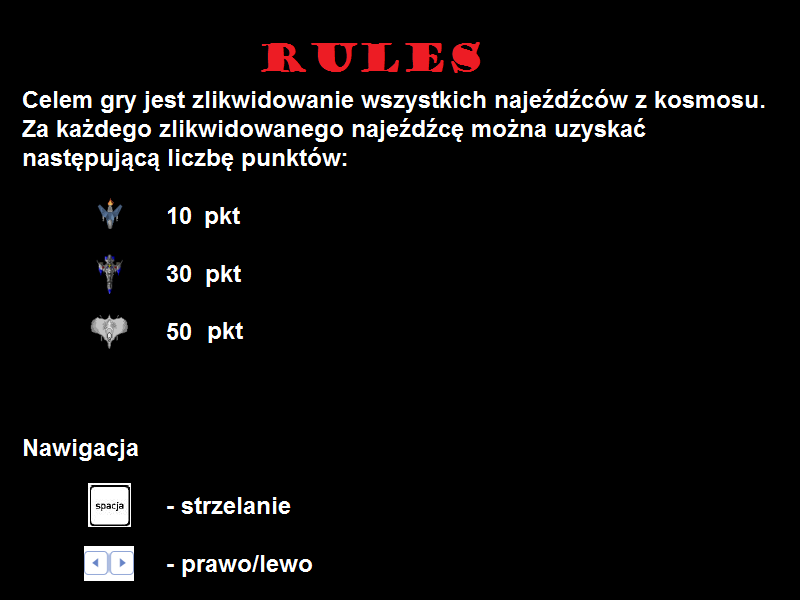 RULES
Celem gry jest zlikwidowanie wszystkich najeźdźców z kosmosu.
Za każdego zlikwidowanego najeźdźcę można uzyskać
następującą liczbę punktów:
10 pkt
30 pkt
50 pkt
Nawigacja
spacja - strzelanie
- prawo/lewo